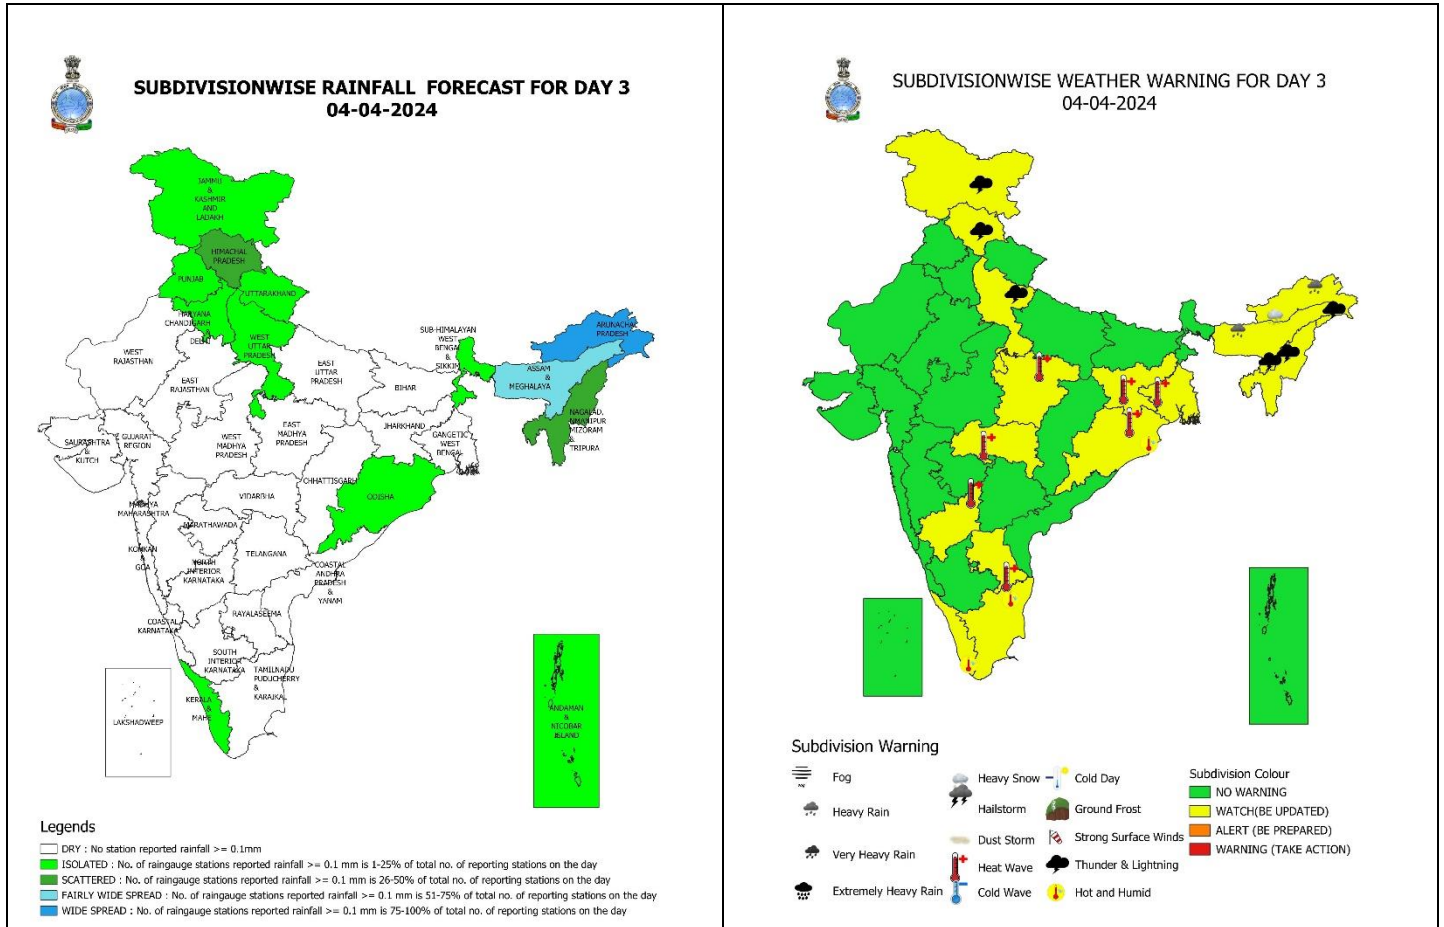 SUBDIVISIONWISE RAINFALL FORECAST FOR DAY 3
04-04-2024
JAMMU
&
KASHMIR
AND
LADAKH
HIMACHAL
PRADESH
PUNJAB
UTTARAKHAND
HARYANA
CHANDIGARH
&
DELHI
WEST
UTTAR
PRADESH
WEST
RAJASTHAN
EAST
RAJASTHAN
EAST
UTTAR
PRADESH
BIHAR
SUB-HIMALAYAN
WEST
BENGAL
&
SIKKIM
ARUNACHAL
PRADESH
ASSAM
&
MEGHALAYA
NAGALAD,
MANIPUR
MIZORAM
&
TRIPURA
SAURASHTRA
&
KUTCH
GUJARAT
REGION
WEST
MADHYA
PRADESH
EAST
MADHYA
PRADESH
JHARKHAND
GANGETIC
WEST
BENGAL
CHHATTISGARH
ODISHA
VIDARBHA
MADHYA
MAHARASHTRA
MARATHAWADA
KONKAN
&
GOA
NORTH
INTERIOR
KARNATAKA
TELANGANA
COASTAL
ANDHRA
PRADESH
&
YANAM
RAYALASEEMA
COASTAL
KARNATAKA
SOUTH
INTERIOR
KARNATAKA
TAMILNADU
PUDUCHERRY
&
KARAIKAL
KERALA
&
MAHE
LAKSHADWEEP
ANDAMAN
&
NICOBAR
ISLAND
Legends
DRY : No station reported rainfall >= 0.1mm
ISOLATED : No. of raingauge stations reported rainfall >= 0.1 mm is 1-25% of total no. of reporting stations on the day
SCATTERED : No. of raingauge stations reported rainfall >= 0.1 mm is 26-50% of total no. of reporting stations on the day
FAIRLY WIDE SPREAD : No. of raingauge stations reported rainfall >= 0.1 mm is 51-75% of total no. of reporting stations on the day
WIDE SPREAD : No. of raingauge stations reported rainfall >= 0.1 mm is 75-100% of total no. of reporting stations on the day
SUBDIVISIONWISE WEATHER WARNING FOR DAY 3
04-04-2024
Subdivision Warning
Fog
Heavy Rain
Very Heavy Rain
Extremely Heavy Rain
Heavy Snow
Hailstorm
Dust Storm
Heat Wave
Cold Wave
Cold Day
Ground Frost
Strong Surface Winds
Thunder & Lightning
Hot and Humid
Subdivision Colour
NO WARNING
WATCH(BE UPDATED)
ALERT (BE PREPARED)
WARNING (TAKE ACTION)